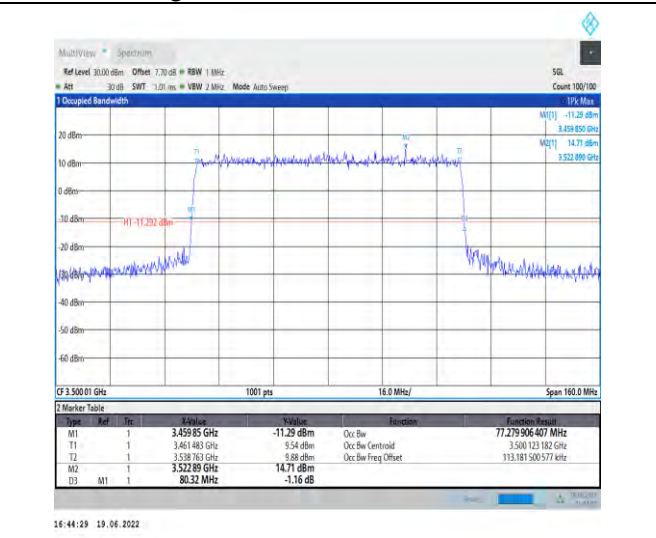 MultiView Spectrum
Ref Level 30.00 dBm Offset 7.70 dB RBW 1 MHz SGL
Att 30 dB SWT 1.01 ms VBW 2 MHz Mode Auto Sweep Count 100/100
1 Occupied Bandwidth 1Pk Max
M1[1] -11.29 dBm
3.459 850 GHz
M2[1] 14.71 dBm
3.522 890 GHz
20 dBm
M2
T1
10 dBm
0 dBm
M1
-10 dBm
H1 -11.292 dBm
-20 dBm
-30 dBm
-40 dBm
-50 dBm
-60 dBm
CF 3.500 01 GHz 1001 pts 16.0 MHz/ Span 160.0 MHz
2 Marker Table
Type Ref Trc X-Value Y-Value Function Function Result
M1 1 3.459 85 GHz -11.29 dBm Occ Bw 77.279 906 407 MHz
T1 1 3.461 483 GHz 9.54 dBm Occ Bw Centroid 3.500 123 182 GHz
T2 1 3.538 763 GHz 9.88 dBm Occ Bw Freq Offset 113.181 500 577 kHz
M2 1 3.522 89 GHz 14.71 dBm
D3 M1 1 80.32 MHz -1.16 dB
16:44:29 19.06.2022